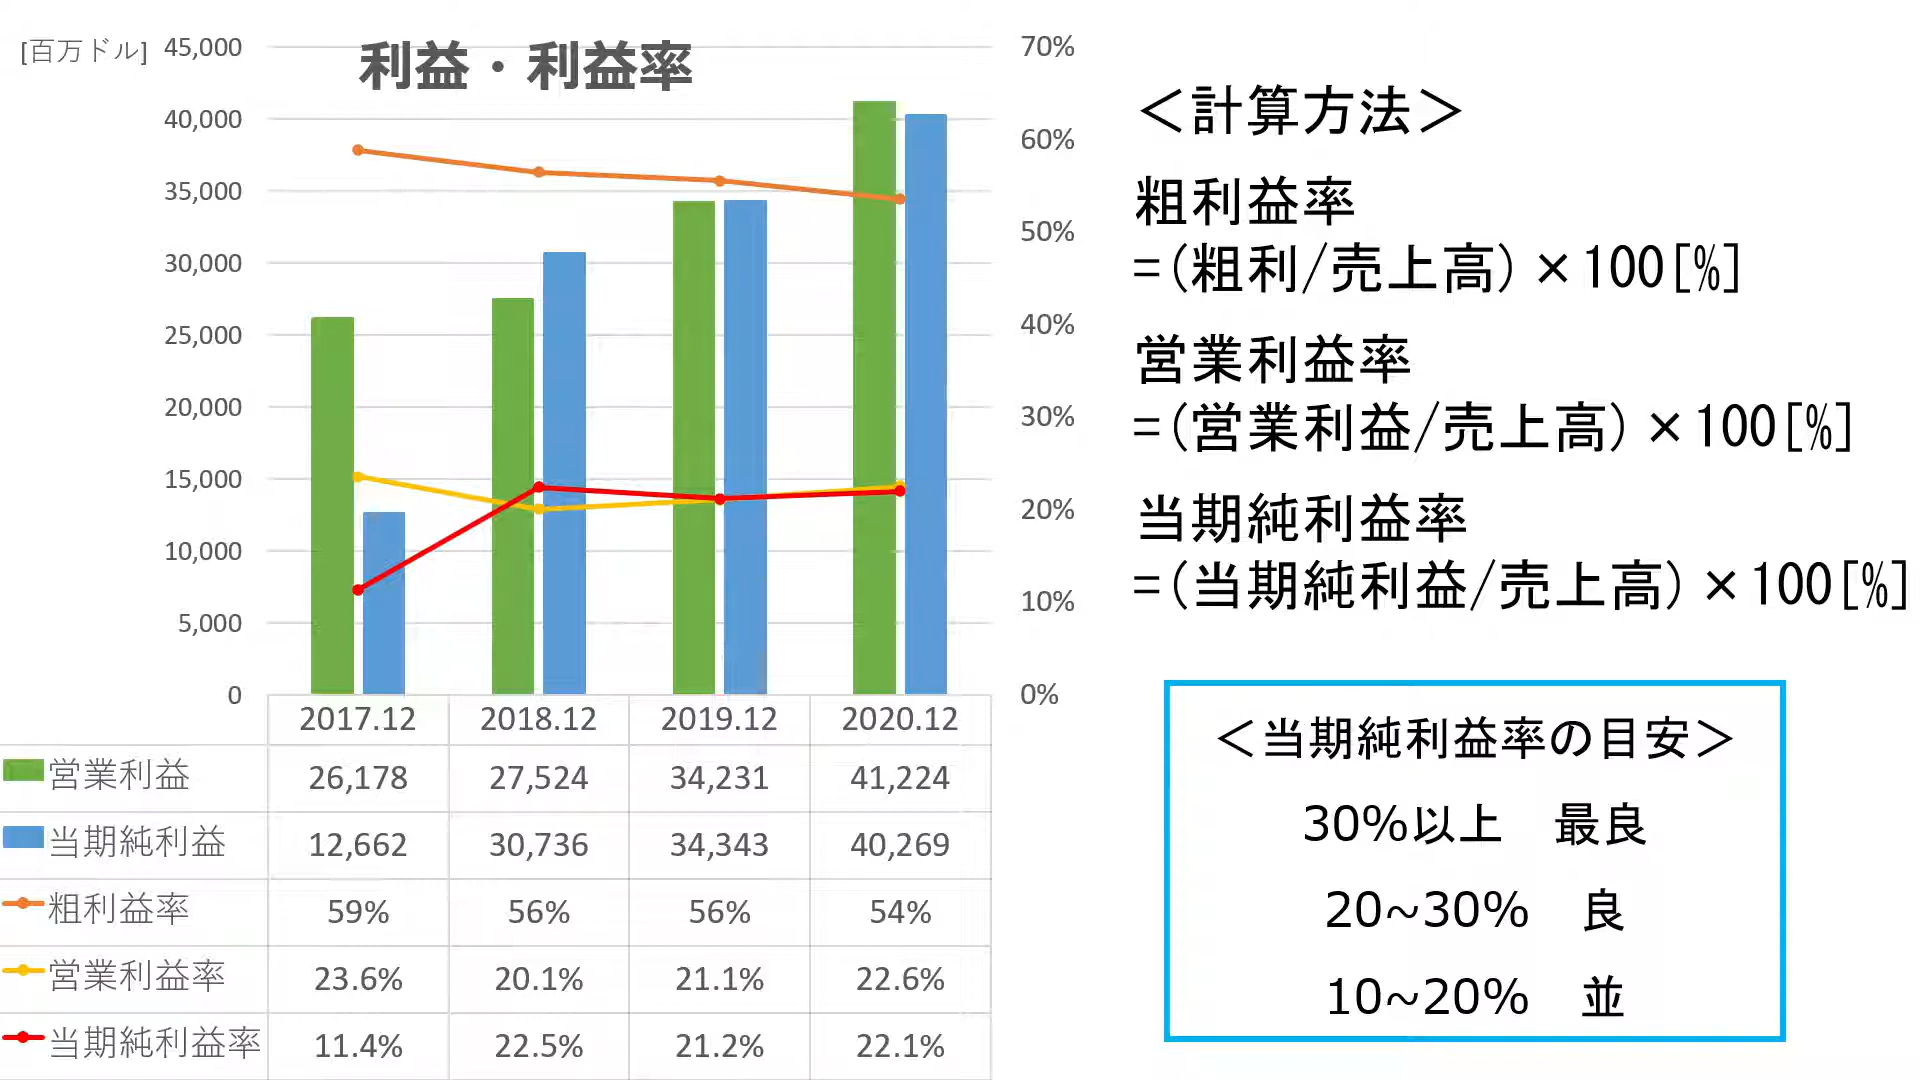 [百万ドル]
利益・利益率
45,000
40,000
35,000
30,000
25,000
20,000
15,000
10,000
5,000
0
70%
60%
50%
40%
30%
20%
10%
0%
2017.12 2018.12 2019.12 2020.12
営業利益 26,178 27,524 34,231 41,224
当期純利益 12,662 30,736 34,343 40,269
粗利益率 59% 56% 56% 54%
営業利益率 23.6% 20.1% 21.1% 22.6%
当期純利益率 11.4% 22.5% 21.2% 22.1%
＜計算方法＞
粗利益率
=(粗利/売上高)×100[%]
営業利益率
=(営業利益/売上高)×100[%]
当期純利益率
=(当期純利益/売上高)×100[%]
＜当期純利益率の目安＞
30%以上　最良
20~30%　良
10~20%　並